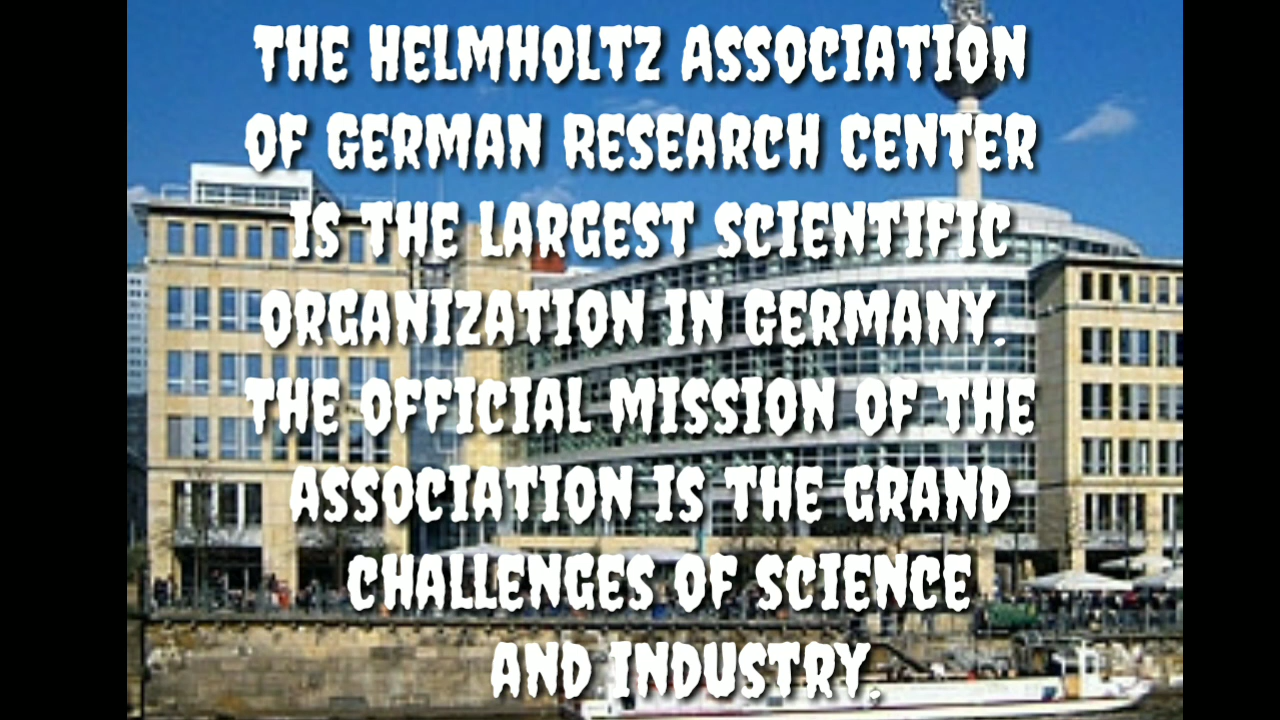 THE HELMHOLTZ ASSOCIATION
OF GERMAN RESEARCH CENTER
IS THE LARGEST SCIENTIFIC
ORGANIZATION IN GERMANY.
THE OFFICIAL MISSION OF THE
ASSOCIATION IS THE GRAND
CHALLENGES OF SCIENCE
AND INDUSTRY.